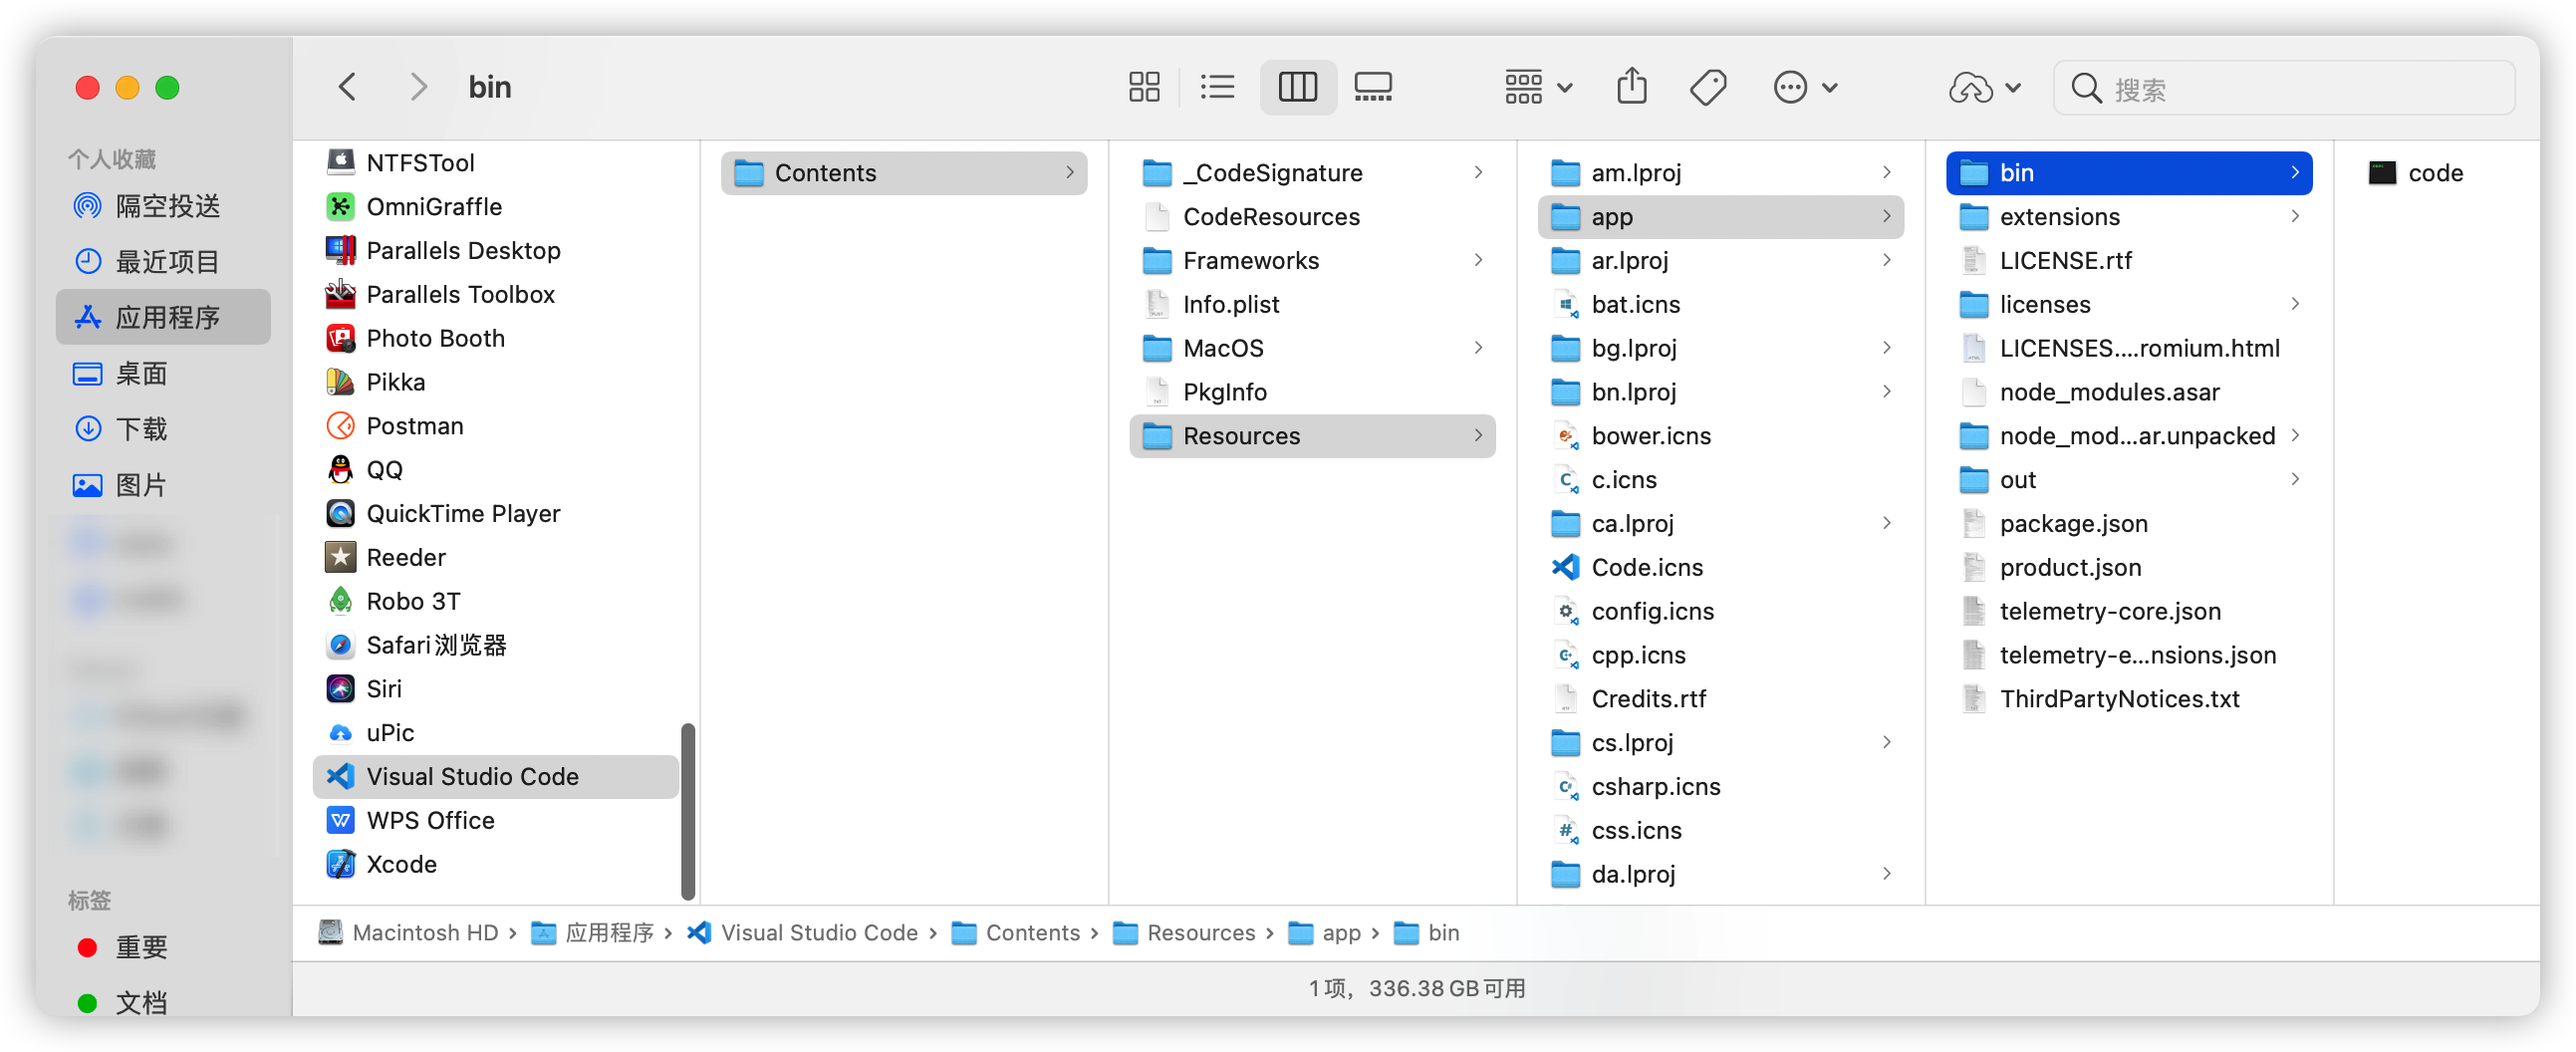 bin
搜索
个人收藏
隔空投送
最近项目
应用程序
桌面
下载
图片
标签
重要
文档
NTFSTool
OmniGraffle
Parallels Desktop
Parallels Toolbox
Photo Booth
Pikka
Postman
QQ
QuickTime Player
Reeder
Robo 3T
Safari浏览器
Siri
uPic
Visual Studio Code
WPS Office
Xcode
Contents
_CodeSignature
CodeResources
Frameworks
Info.plist
MacOS
PkgInfo
Resources
am.lproj
app
ar.lproj
bat.icns
bg.lproj
bn.lproj
bower.icns
c.icns
ca.lproj
Code.icns
config.icns
cpp.icns
Credits.rtf
cs.lproj
csharp.icns
css.icns
da.lproj
bin
extensions
LICENSE.rtf
licenses
LICENSES....romium.html
node_modules.asar
node_mod...ar.unpacked
out
package.json
product.json
telemetry-core.json
telemetry-e...nsions.json
ThirdPartyNotices.txt
code
Macintosh HD › 应用程序 › Visual Studio Code › Contents › Resources › app › bin
1项，336.38 GB可用